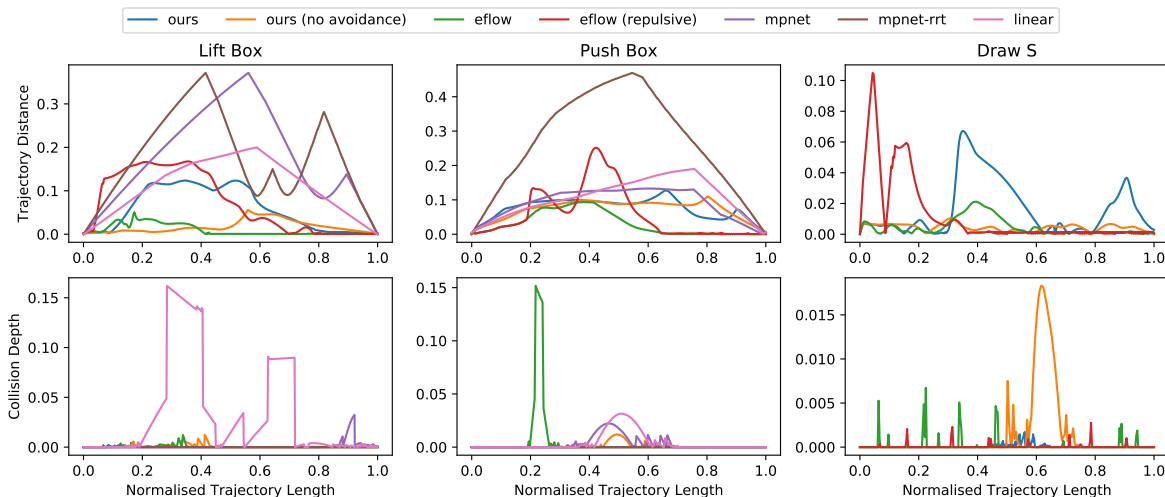 ours ours (no avoidance) eflow eflow (repulsive) mpnet mpnet-rrt linear
Lift Box Push Box Draw S
Trajectory Distance
0.3
0.2
0.1
0.0
0.0 0.2 0.4 0.6 0.8 1.0
0.4
0.3
0.2
0.1
0.0
0.0 0.2 0.4 0.6 0.8 1.0
0.10
0.08
0.06
0.04
0.02
0.00
0.0 0.2 0.4 0.6 0.8 1.0
Collision Depth
0.15
0.10
0.05
0.00
0.0 0.2 0.4 0.6 0.8 1.0
Normalised Trajectory Length
0.15
0.10
0.05
0.00
0.0 0.2 0.4 0.6 0.8 1.0
Normalised Trajectory Length
0.015
0.010
0.005
0.000
0.0 0.2 0.4 0.6 0.8 1.0
Normalised Trajectory Length